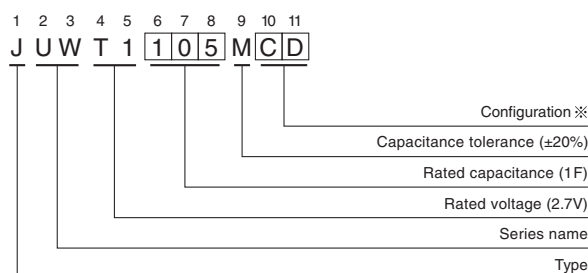 1 2 3 4 5 6 7 8 9 10 11
J U W T 1 1 0 5 M C D
Configuration ※
Capacitance tolerance (±20%)
Rated capacitance (1F)
Rated voltage (2.7V)
Series name
Type